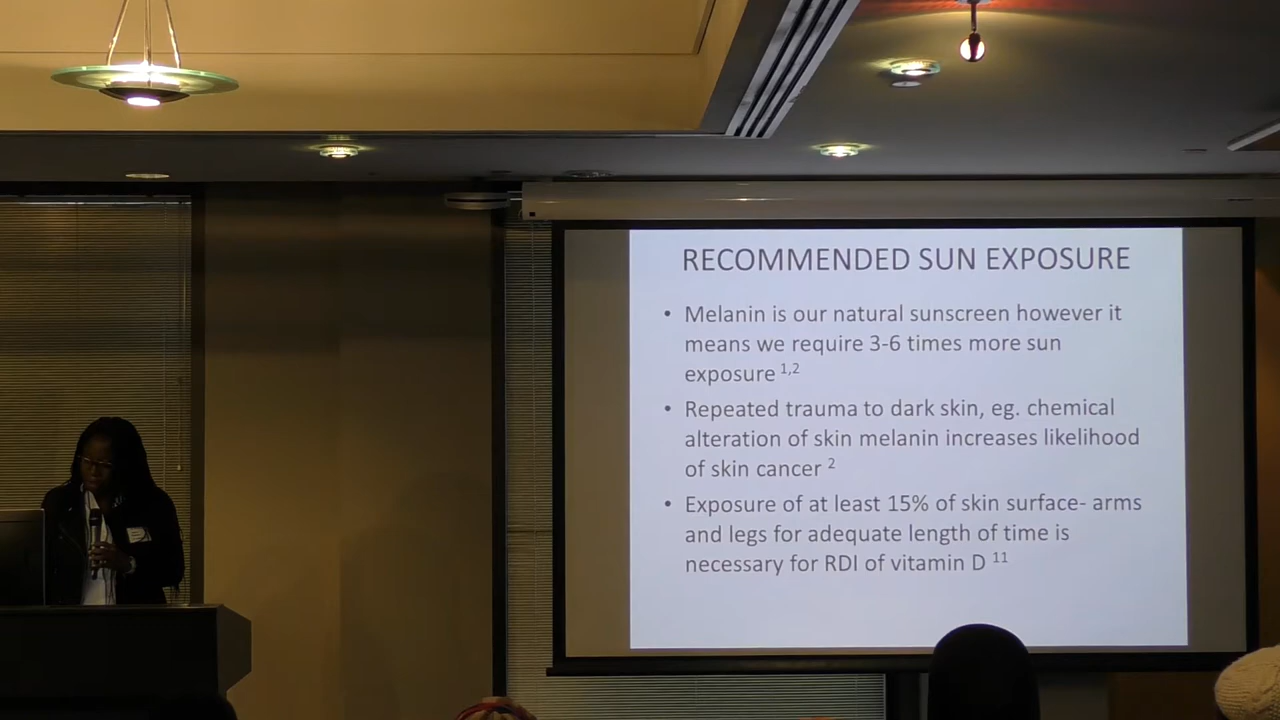 RECOMMENDED SUN EXPOSURE
• Melanin is our natural sunscreen however it
means we require 3-6 times more sun
exposure 1,2
• Repeated trauma to dark skin, eg. chemical
alteration of skin melanin increases likelihood
of skin cancer 2
• Exposure of at least 15% of skin surface- arms
and legs for adequate length of time is
necessary for RDI of vitamin D 11